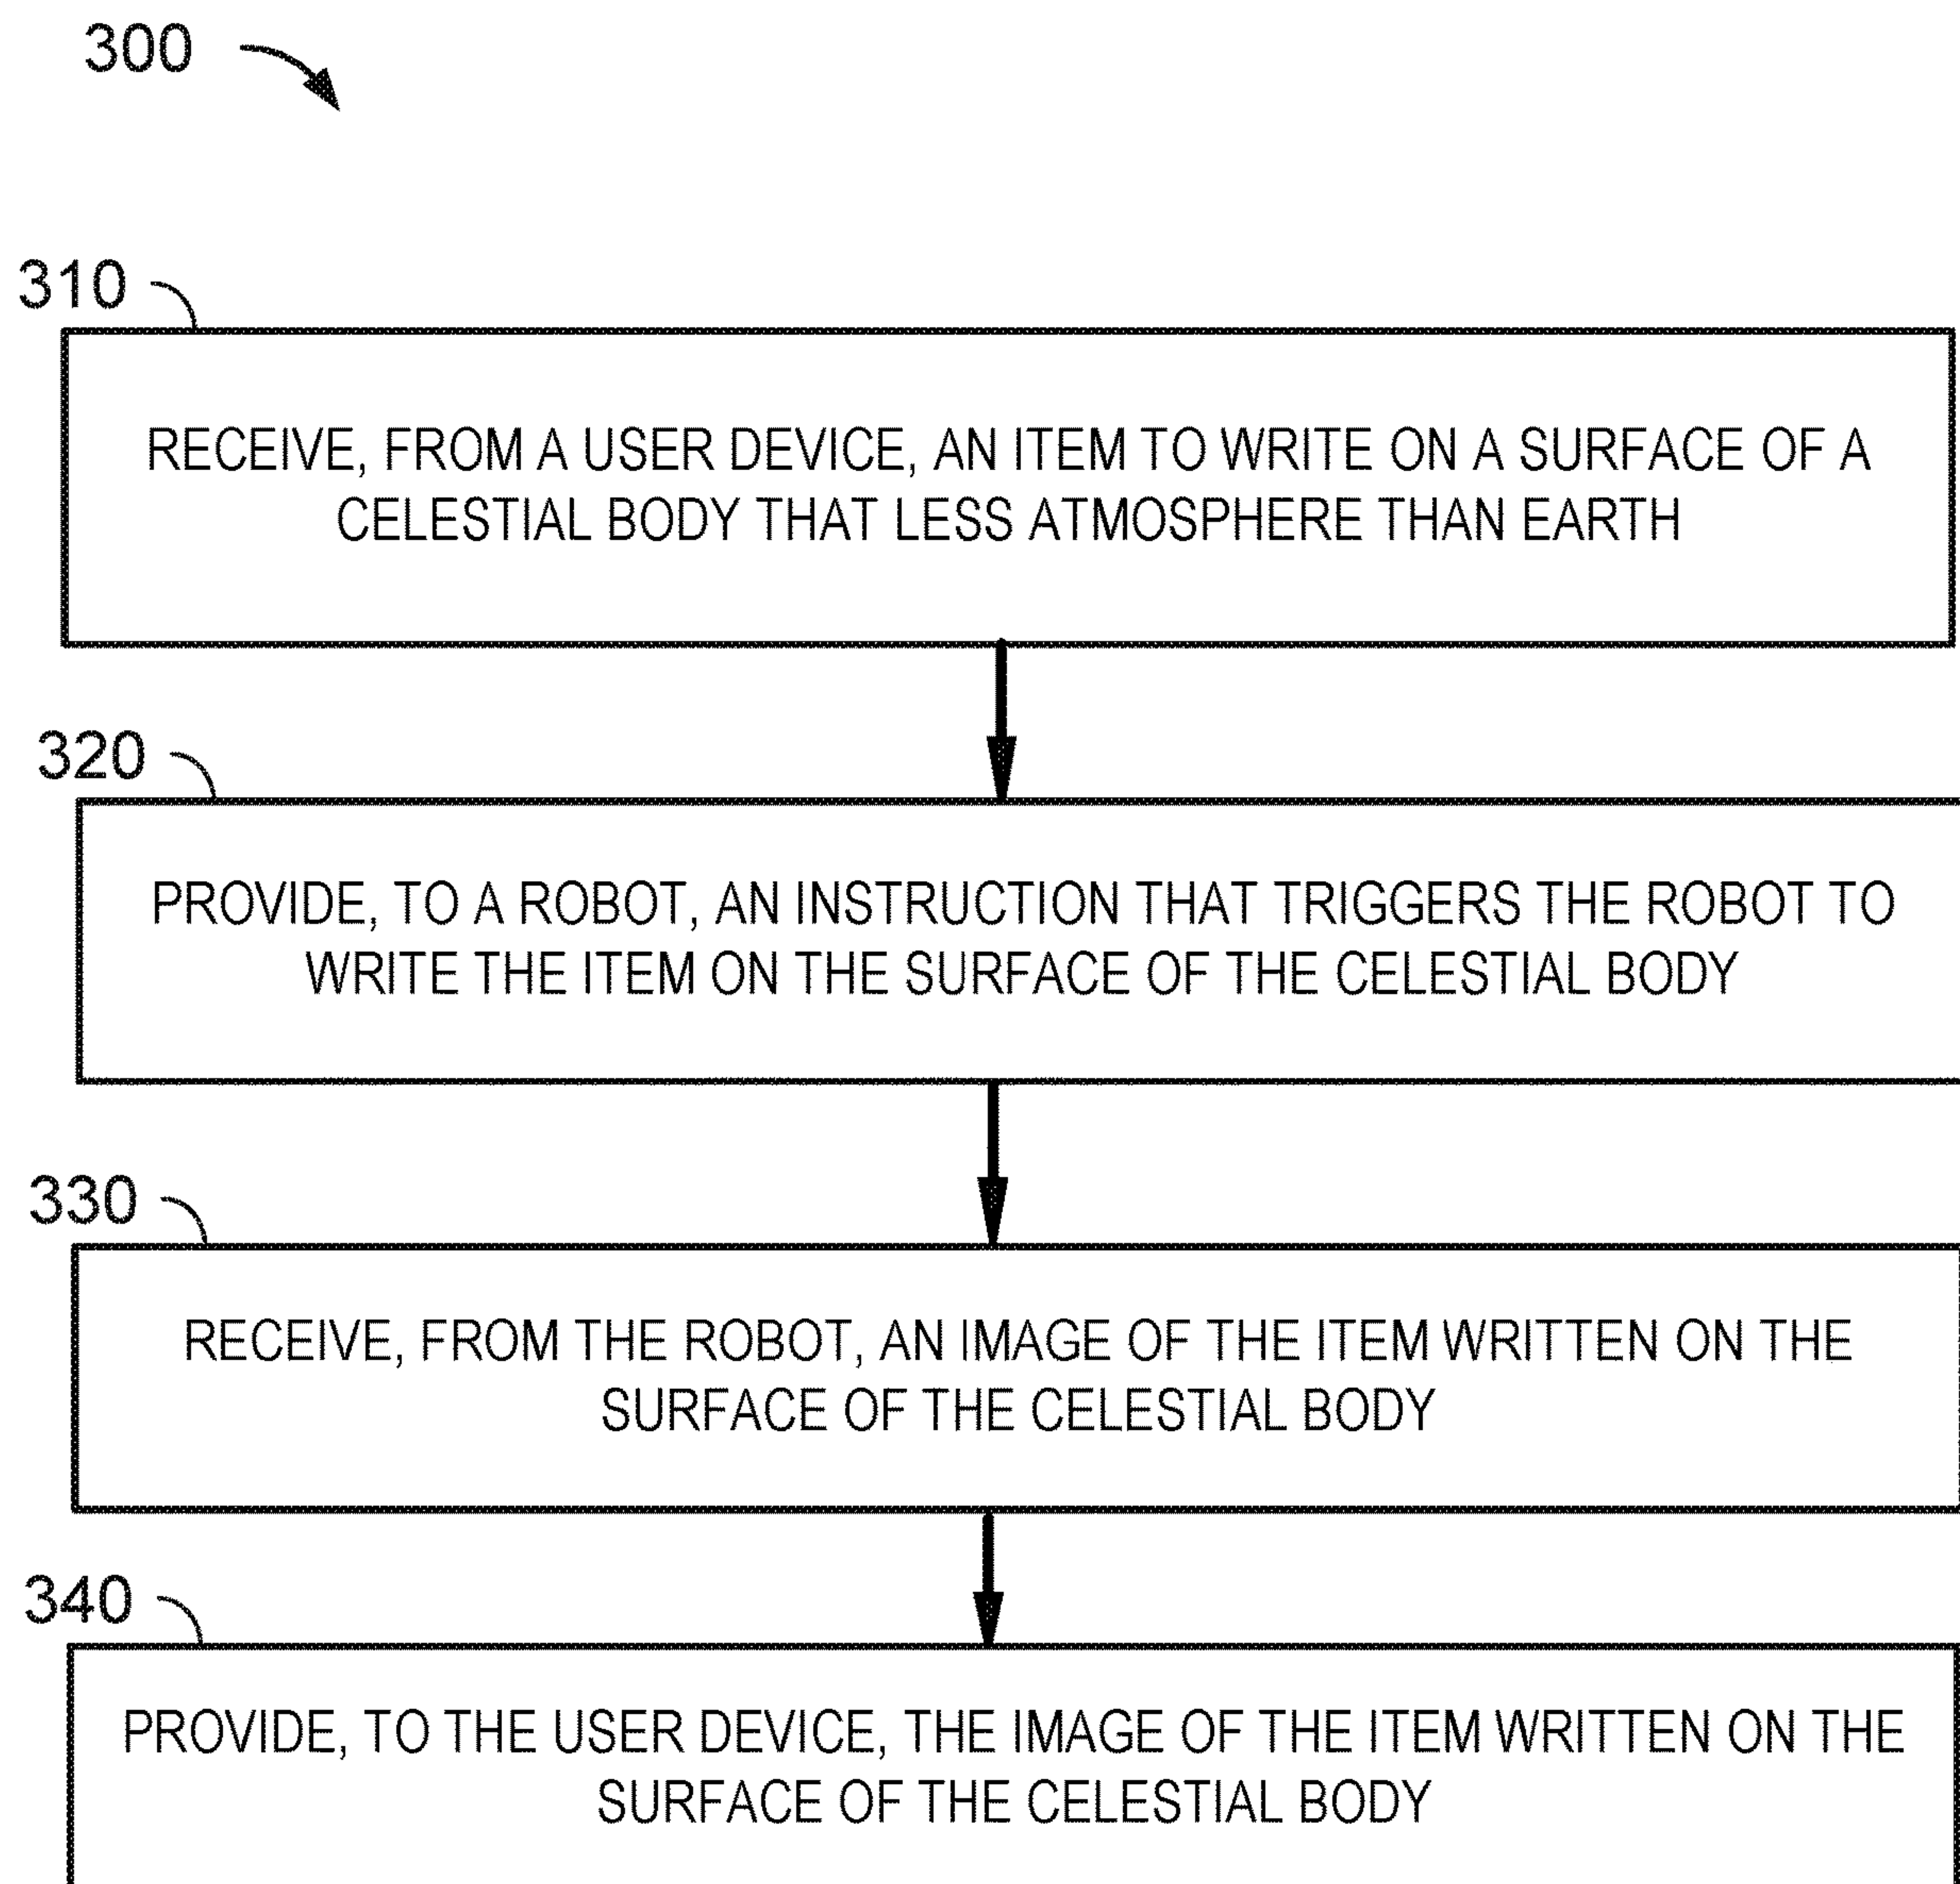 300
310
RECEIVE, FROM A USER DEVICE, AN ITEM TO WRITE ON A SURFACE OF A
CELESTIAL BODY THAT LESS ATMOSPHERE THAN EARTH
320
PROVIDE, TO A ROBOT, AN INSTRUCTION THAT TRIGGERS THE ROBOT TO
WRITE THE ITEM ON THE SURFACE OF THE CELESTIAL BODY
330
RECEIVE, FROM THE ROBOT, AN IMAGE OF THE ITEM WRITTEN ON THE
SURFACE OF THE CELESTIAL BODY
340
PROVIDE, TO THE USER DEVICE, THE IMAGE OF THE ITEM WRITTEN ON THE
SURFACE OF THE CELESTIAL BODY